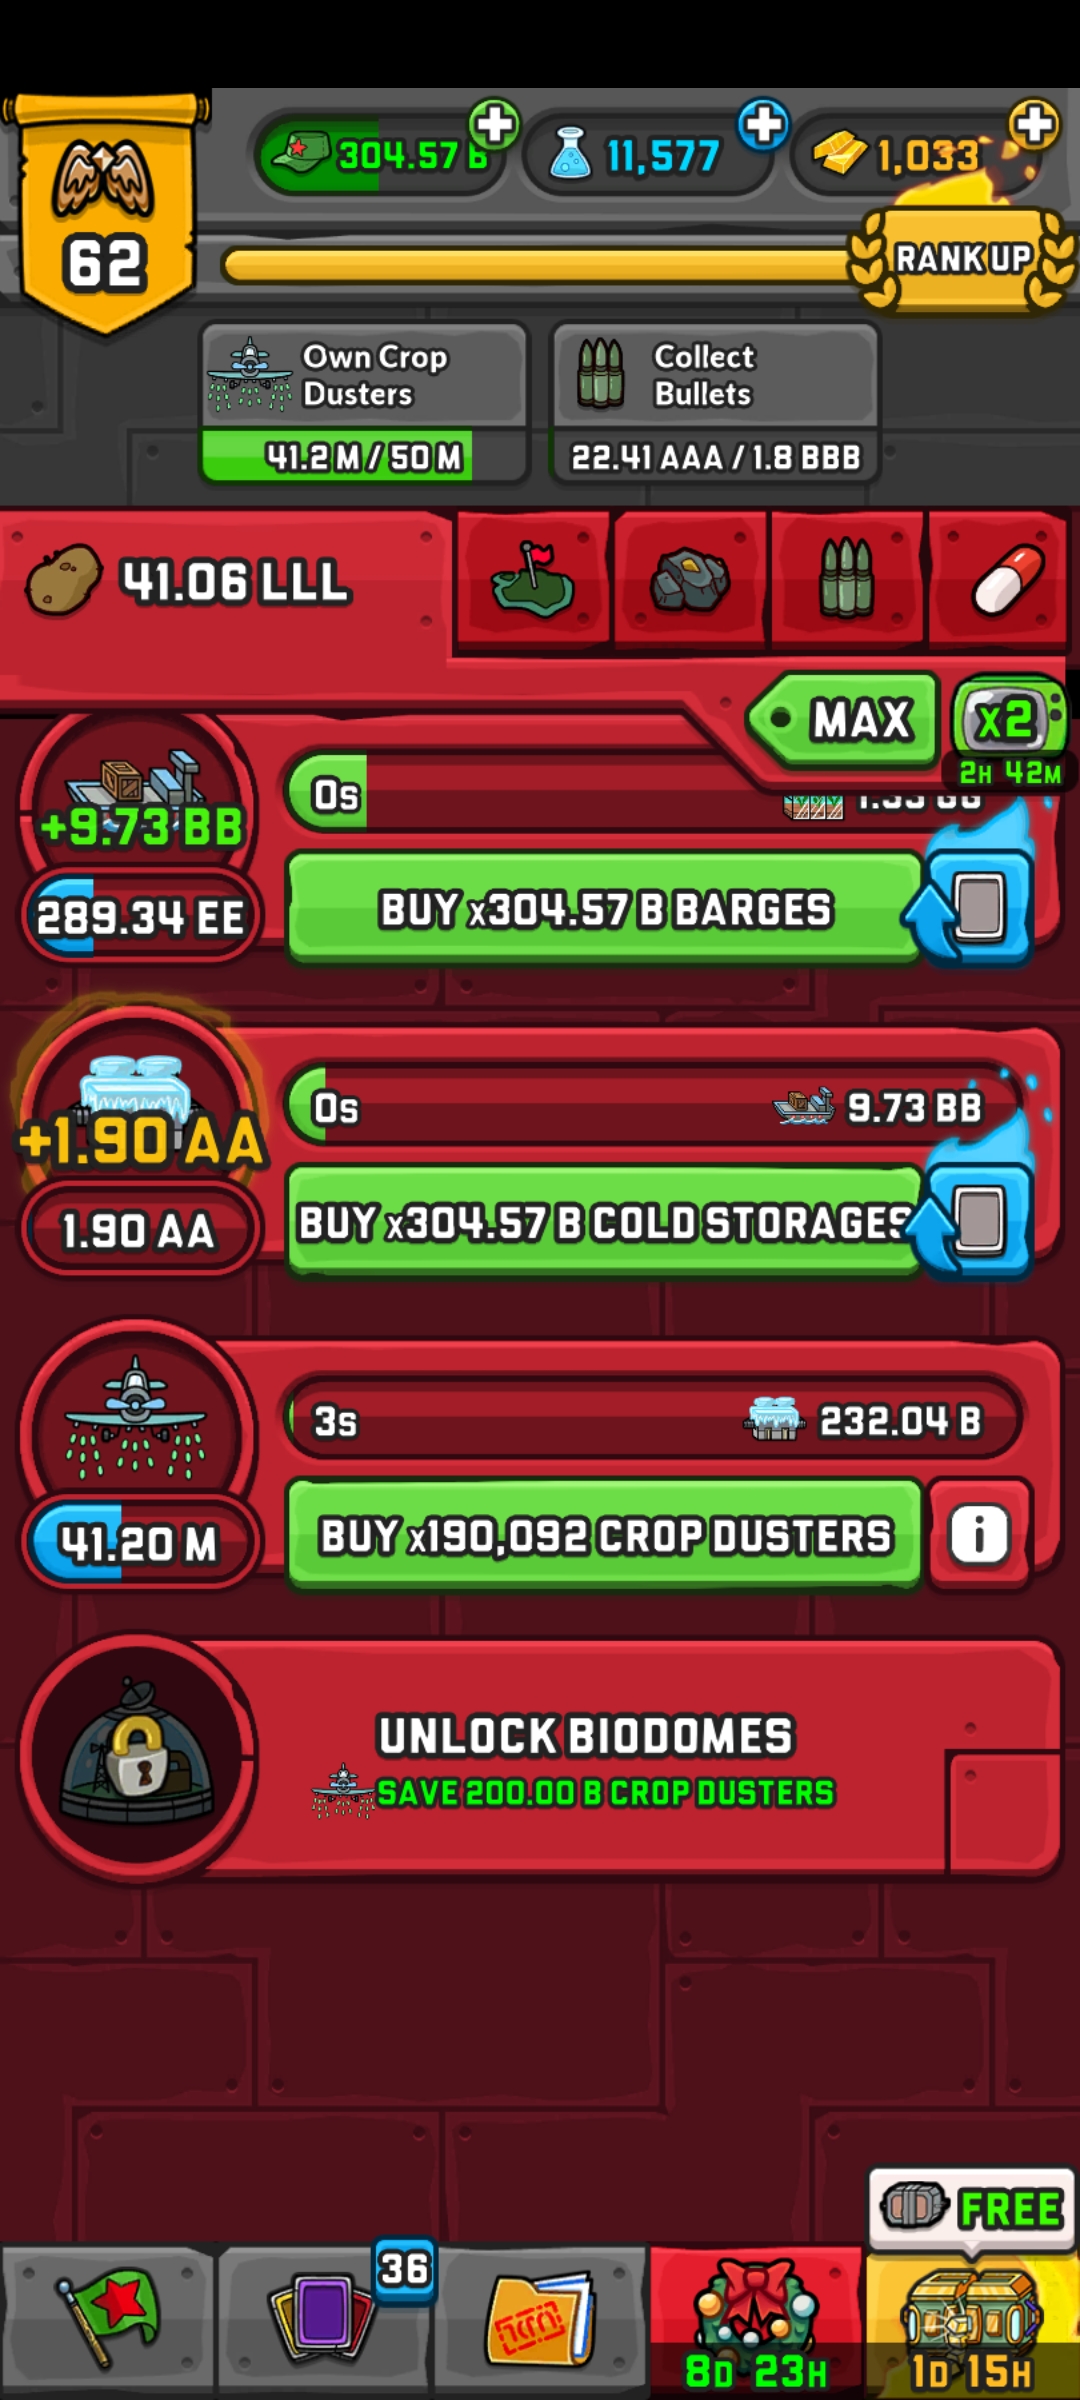 304.57 B
11,577
1,033
62
RANK UP
Own Crop
Dusters
41.2 M / 50 M
Collect
Bullets
22.41 AAA / 1.8 BBB
41.06 LLL
MAX
x2
2H 42M
+9.73 BB
0s
289.34 EE
BUY x304.57 B BARGES
+1.90 AA
0s
9.73 BB
1.90 AA
BUY x304.57 B COLD STORAGES
3s
232.04 B
41.20 M
BUY x190,092 CROP DUSTERS
i
UNLOCK BIODOMES
SAVE 200.00 B CROP DUSTERS
FREE
36
8D 23H
1D 15H